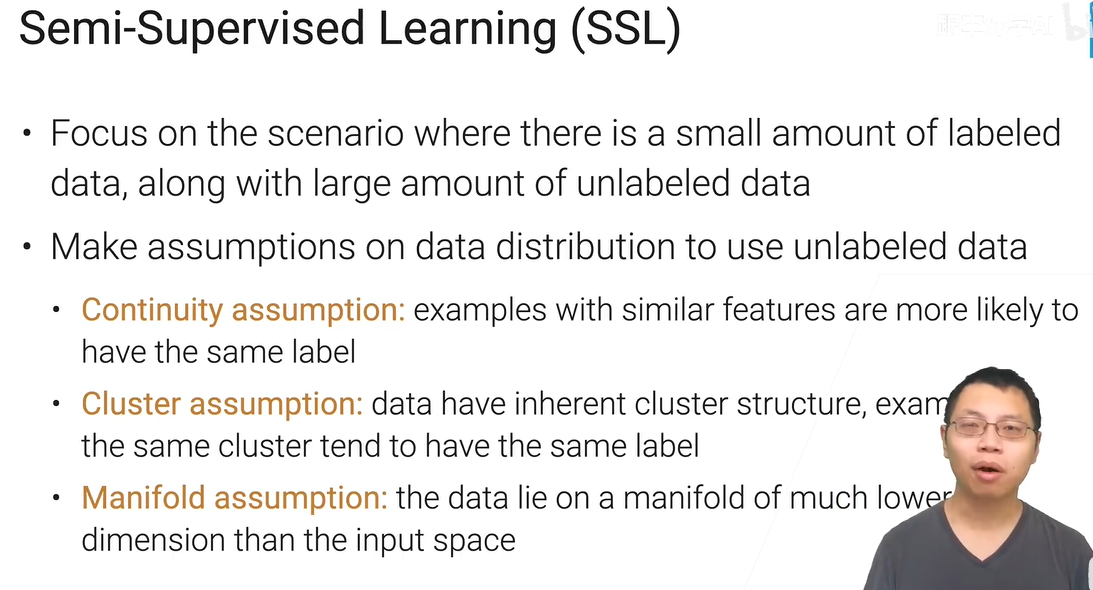 Semi-Supervised Learning (SSL)
• Focus on the scenario where there is a small amount of labeled
data, along with large amount of unlabeled data
• Make assumptions on data distribution to use unlabeled data
• Continuity assumption: examples with similar features are more likely to
have the same label
• Cluster assumption: data have inherent cluster structure,
the same cluster tend to have the same label
• Manifold assumption: the data lie on a manifold of much lower
dimension than the input space